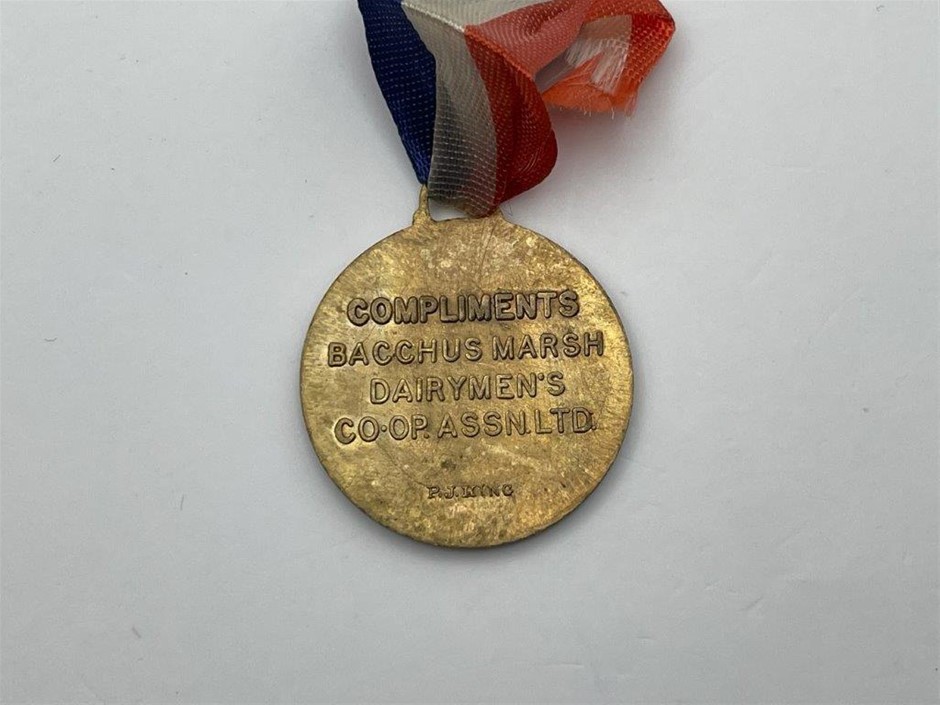 COMPLIMENTS
BACCHUS MARSH
DAIRYMEN'S
CO·OP. ASSN. LTD.
P.J.KING